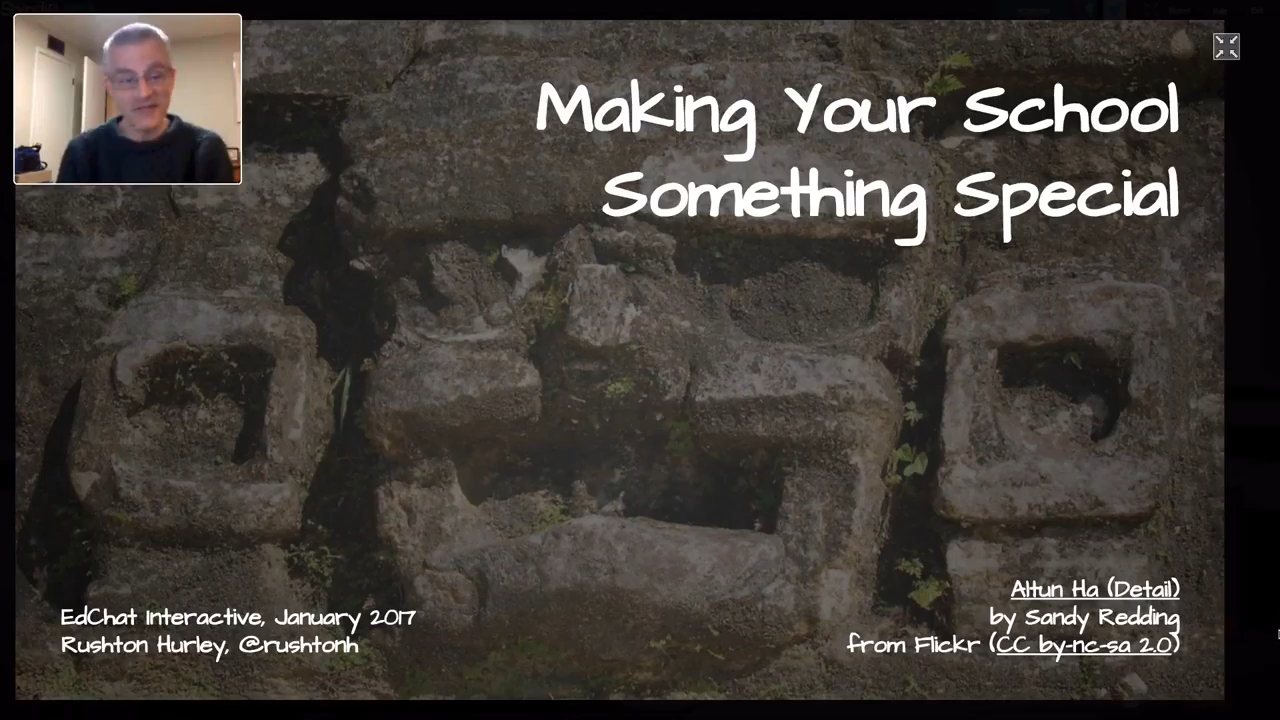 Making Your School
Something Special
EdChat Interactive, January 2017
Rushton Hurley, @rushtonh
Altun Ha (Detail)
by Sandy Redding
from Flickr (CC by-nc-sa 2.0)